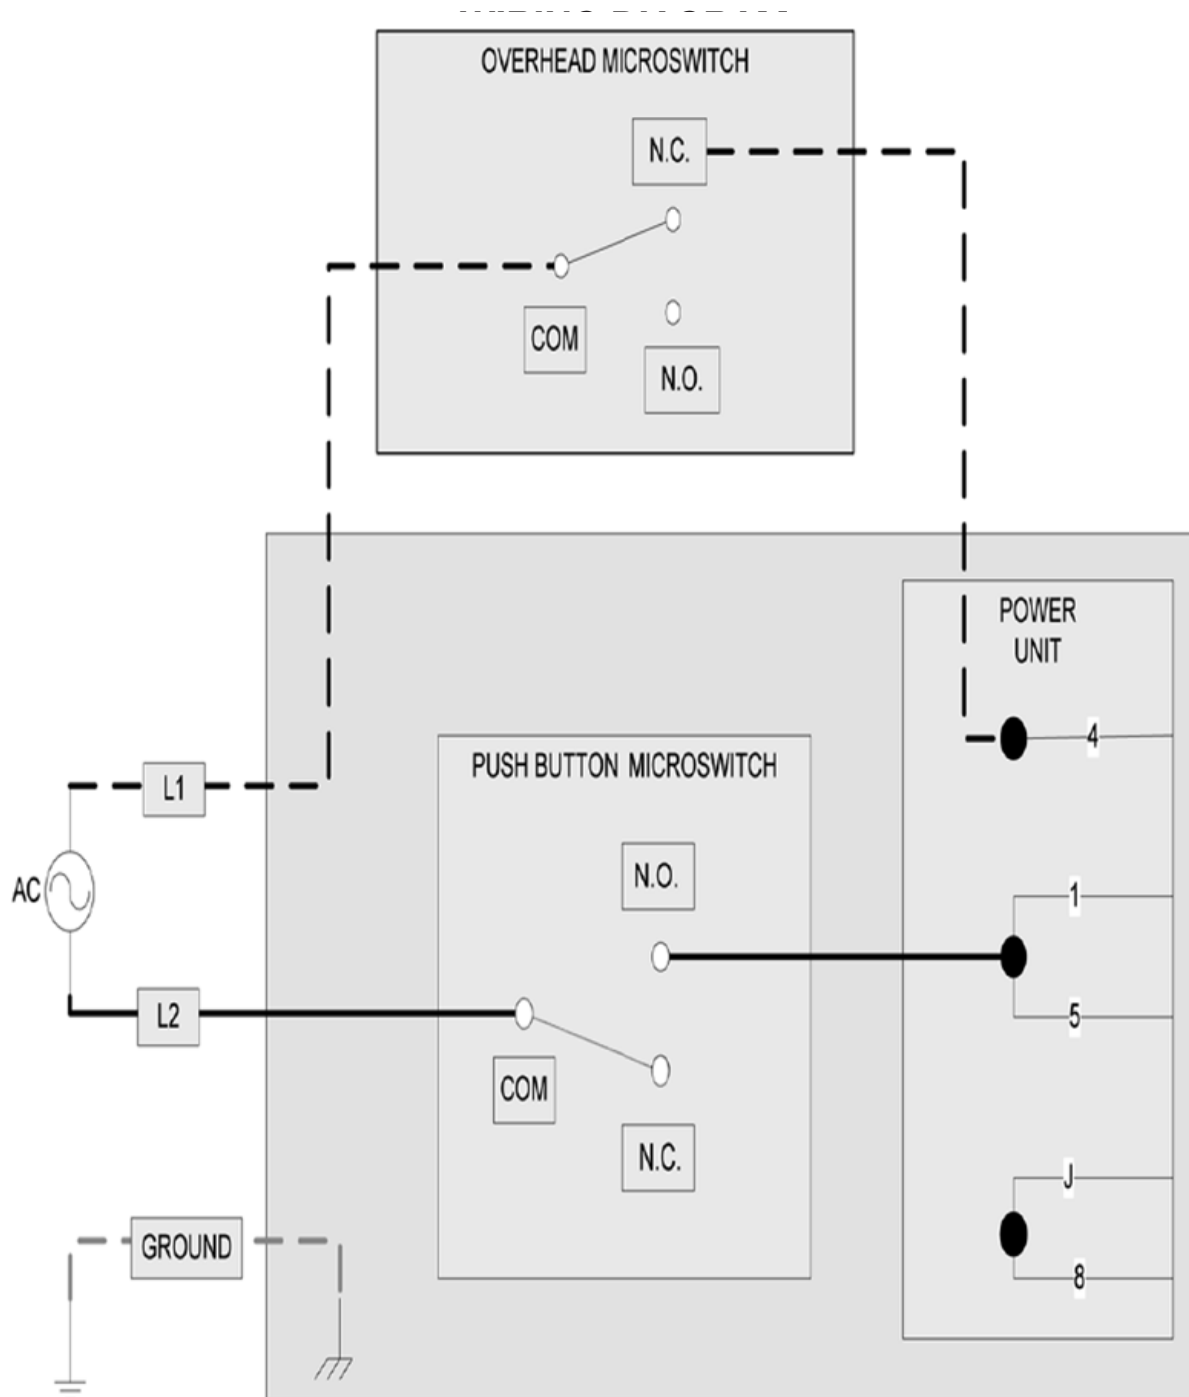 OVERHEAD MICROSWITCH
N.C.
COM
N.O.
POWER
UNIT
4
L1
PUSH BUTTON MICROSWITCH
AC
N.O.
1
L2
5
COM
N.C.
J
GROUND
8